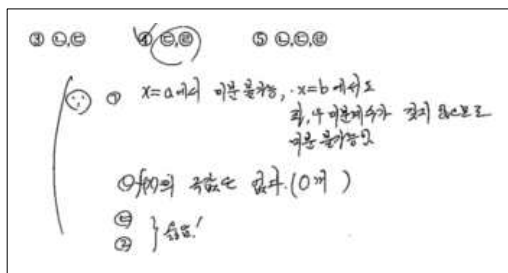 ③ ㉡,㉢ ④ ㉢,㉣ ⑤ ㉡,㉢,㉣
㉠ x=a에서 미분불가능, x=b에서도
좌,우 미분계수가 같지 않으므로
미분 불가능임
㉡ f(x)의 극값은 없다. (0개)
㉢
㉣